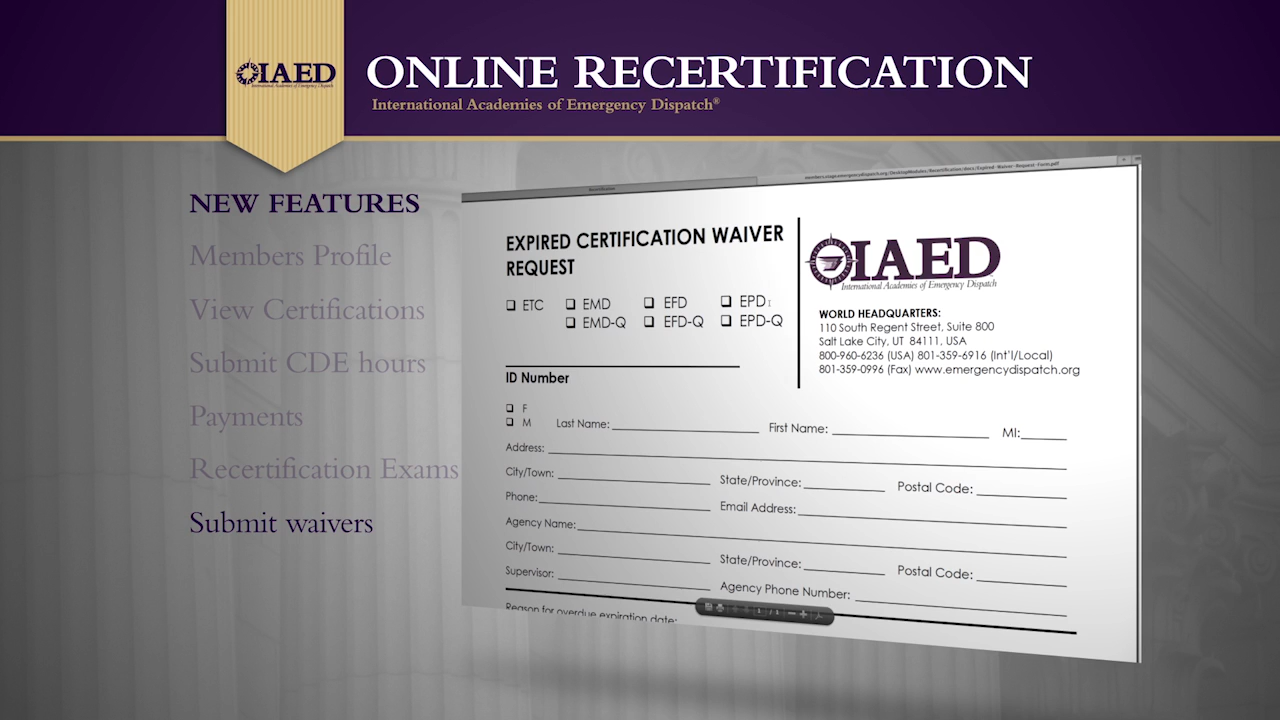 IAED
International Academies of Emergency Dispatch
ONLINE RECERTIFICATION
International Academies of Emergency Dispatch®
NEW FEATURES
Members Profile
View Certifications
Submit CDE hours
Payments
Recertification Exams
Submit waivers
Recertification
EXPIRED CERTIFICATION WAIVER
REQUEST
ETC EMD EFD EPD
EMD-Q EFD-Q EPD-Q
ID Number
IAED
International Academies of Emergency Dispatch
WORLD HEADQUARTERS:
110 South Regent Street, Suite 800
Salt Lake City, UT 84111, USA
800-960-6236 (USA) 801-359-6916 (Int'l/Local)
801-359-0996 (Fax) www.emergencydispatch.org
F
M Last Name: First Name: MI:
Address:
City/Town: State/Province: Postal Code:
Phone: Email Address:
Agency Name:
City/Town: State/Province: Postal Code:
Supervisor: Agency Phone Number:
Reason for overdue expiration date:
1 / 1